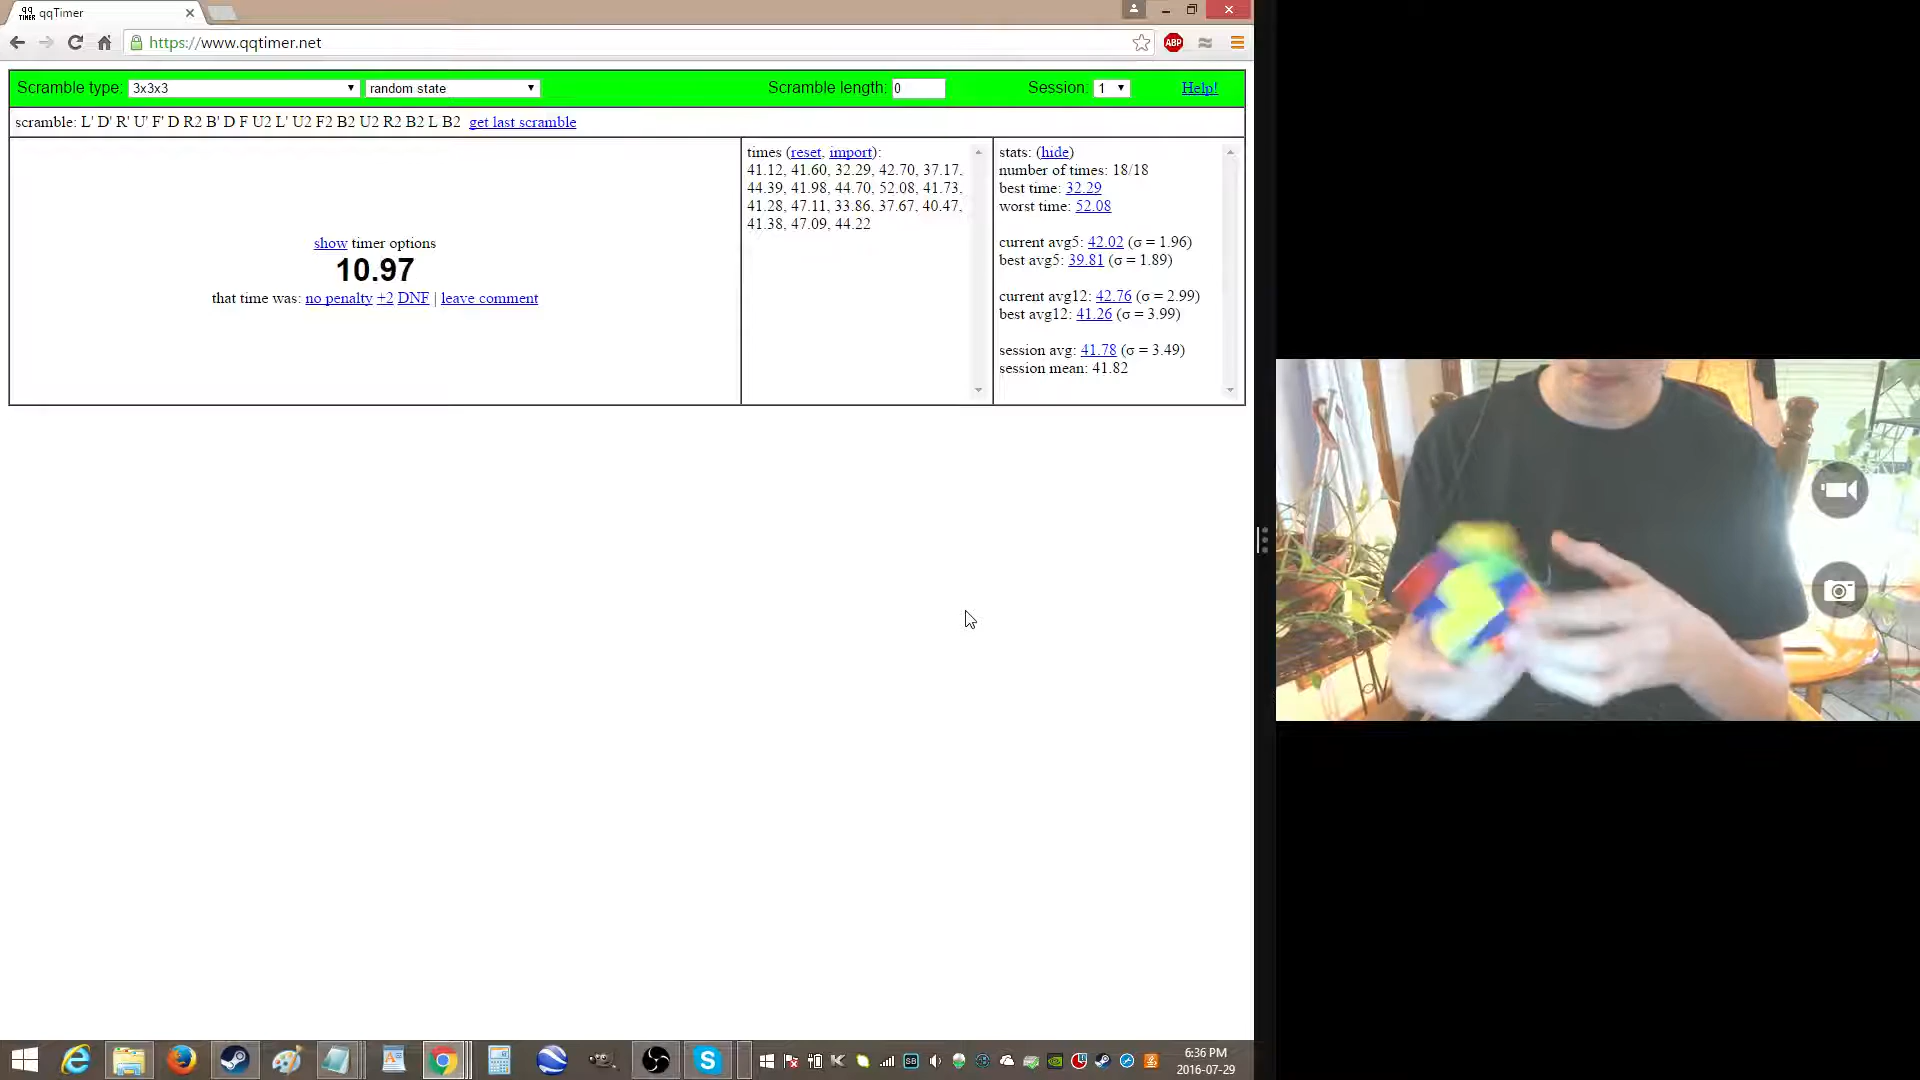 qqTimer
https://www.qqtimer.net
ABP
Scramble type: 3x3x3 random state Scramble length: 0 Session: 1 Help!
scramble: L' D' R' U' F' D R2 B' D F U2 L' U2 F2 B2 U2 R2 B2 L B2 get last scramble
show timer options
10.97
that time was: no penalty +2 DNF | leave comment
times (reset, import):
41.12, 41.60, 32.29, 42.70, 37.17,
44.39, 41.98, 44.70, 52.08, 41.73,
41.28, 47.11, 33.86, 37.67, 40.47,
41.38, 47.09, 44.22
stats: (hide)
number of times: 18/18
best time: 32.29
worst time: 52.08
current avg5: 42.02 (σ = 1.96)
best avg5: 39.81 (σ = 1.89)
current avg12: 42.76 (σ = 2.99)
best avg12: 41.26 (σ = 3.99)
session avg: 41.78 (σ = 3.49)
session mean: 41.82
6:36 PM
2016-07-29